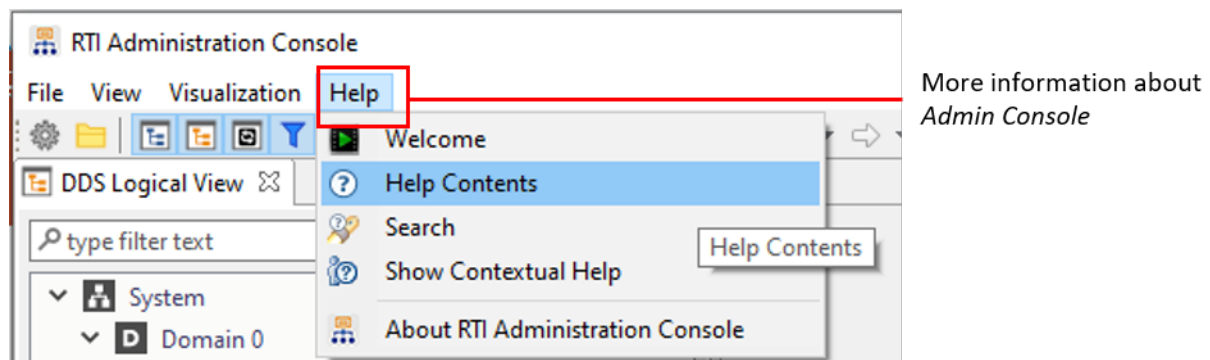 RTI Administration Console
File View Visualization Help
More information about
Admin Console
Welcome
DDS Logical View
Help Contents
type filter text
Search
Help Contents
Show Contextual Help
System
Domain 0
About RTI Administration Console